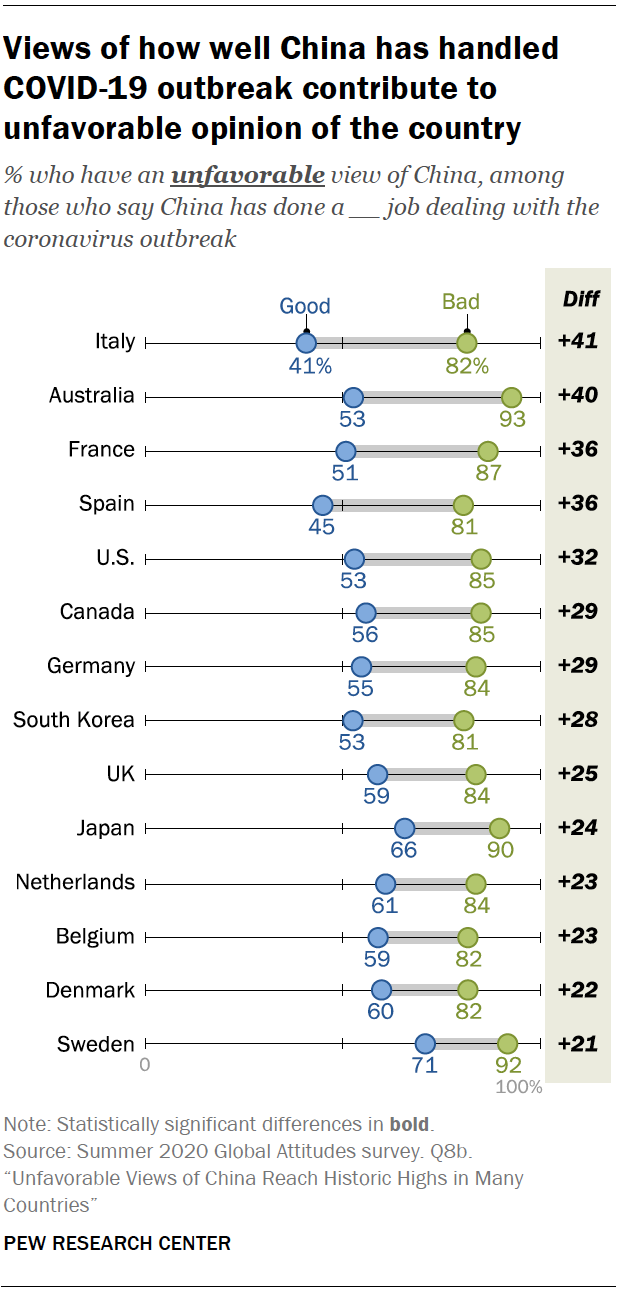 Views of how well China has handled
COVID-19 outbreak contribute to
unfavorable opinion of the country
% who have an unfavorable view of China, among
those who say China has done a __ job dealing with the
coronavirus outbreak
Diff
Good Bad
Italy 41% 82% +41
Australia 53 93 +40
France 51 87 +36
Spain 45 81 +36
U.S. 53 85 +32
Canada 56 85 +29
Germany 55 84 +29
South Korea 53 81 +28
UK 59 84 +25
Japan 66 90 +24
Netherlands 61 84 +23
Belgium 59 82 +23
Denmark 60 82 +22
Sweden 71 92 +21
0 100%
Note: Statistically significant differences in bold.
Source: Summer 2020 Global Attitudes survey. Q8b.
“Unfavorable Views of China Reach Historic Highs in Many
Countries”
PEW RESEARCH CENTER